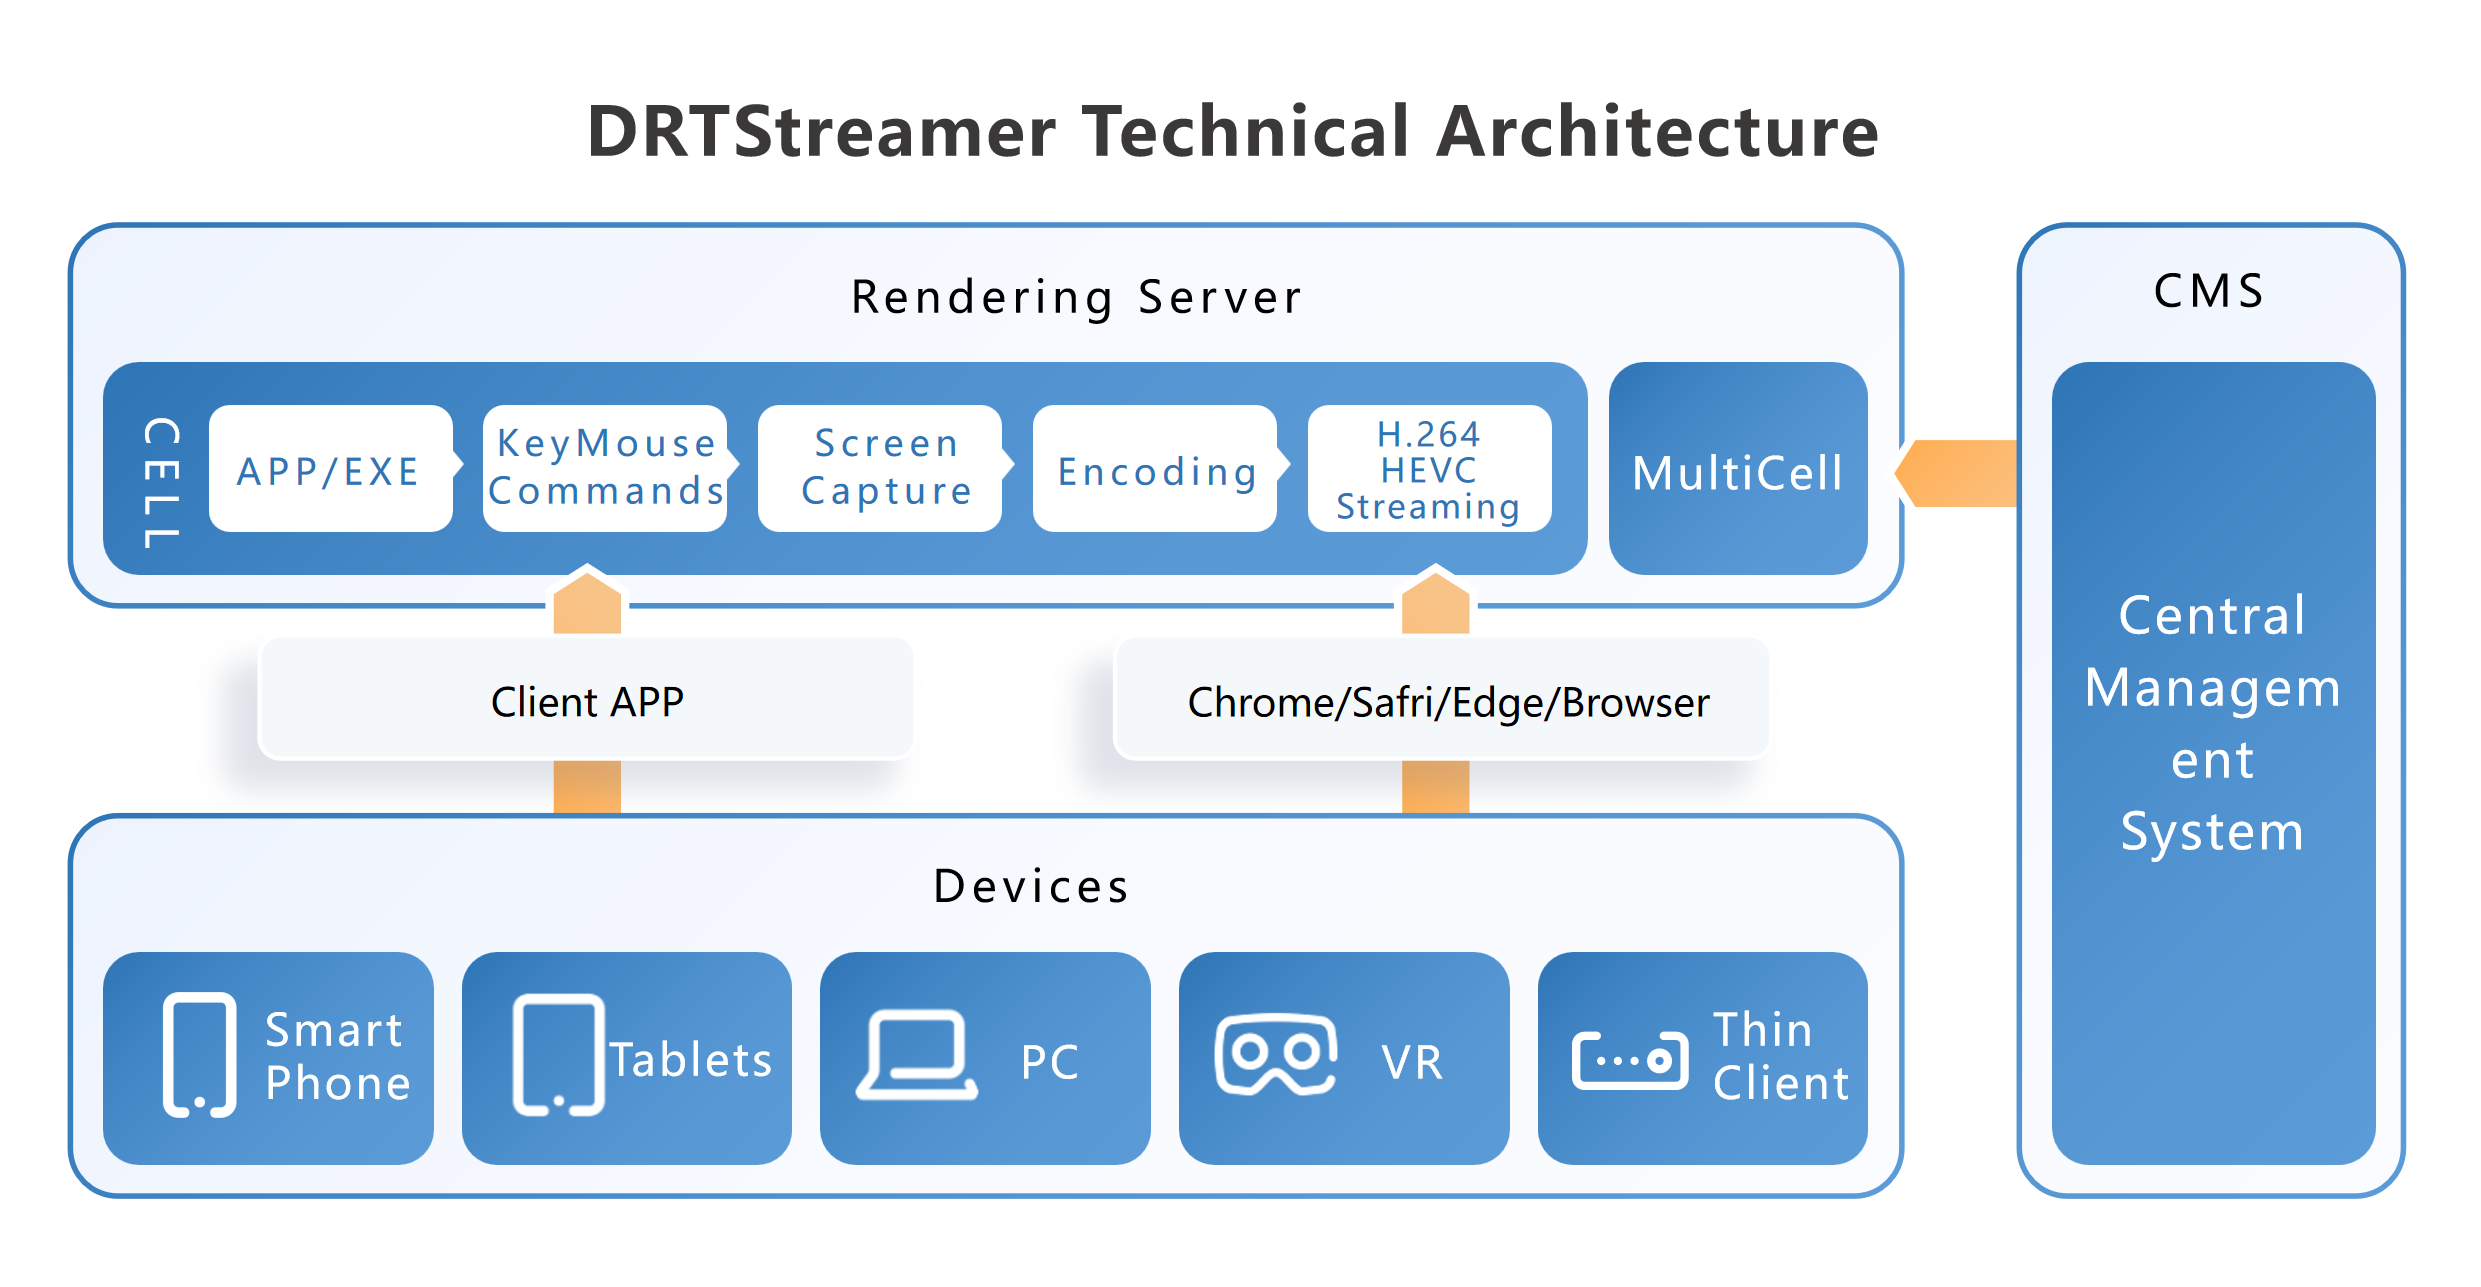 DRTStreamer Technical Architecture
Rendering Server
CELL
APP/EXE
KeyMouse
Commands
Screen
Capture
Encoding
H.264
HEVC
Streaming
MultiCell
CMS
Central
Managem
ent
System
Client APP
Chrome/Safri/Edge/Browser
Devices
Smart
Phone
Tablets
PC
VR
Thin
Client